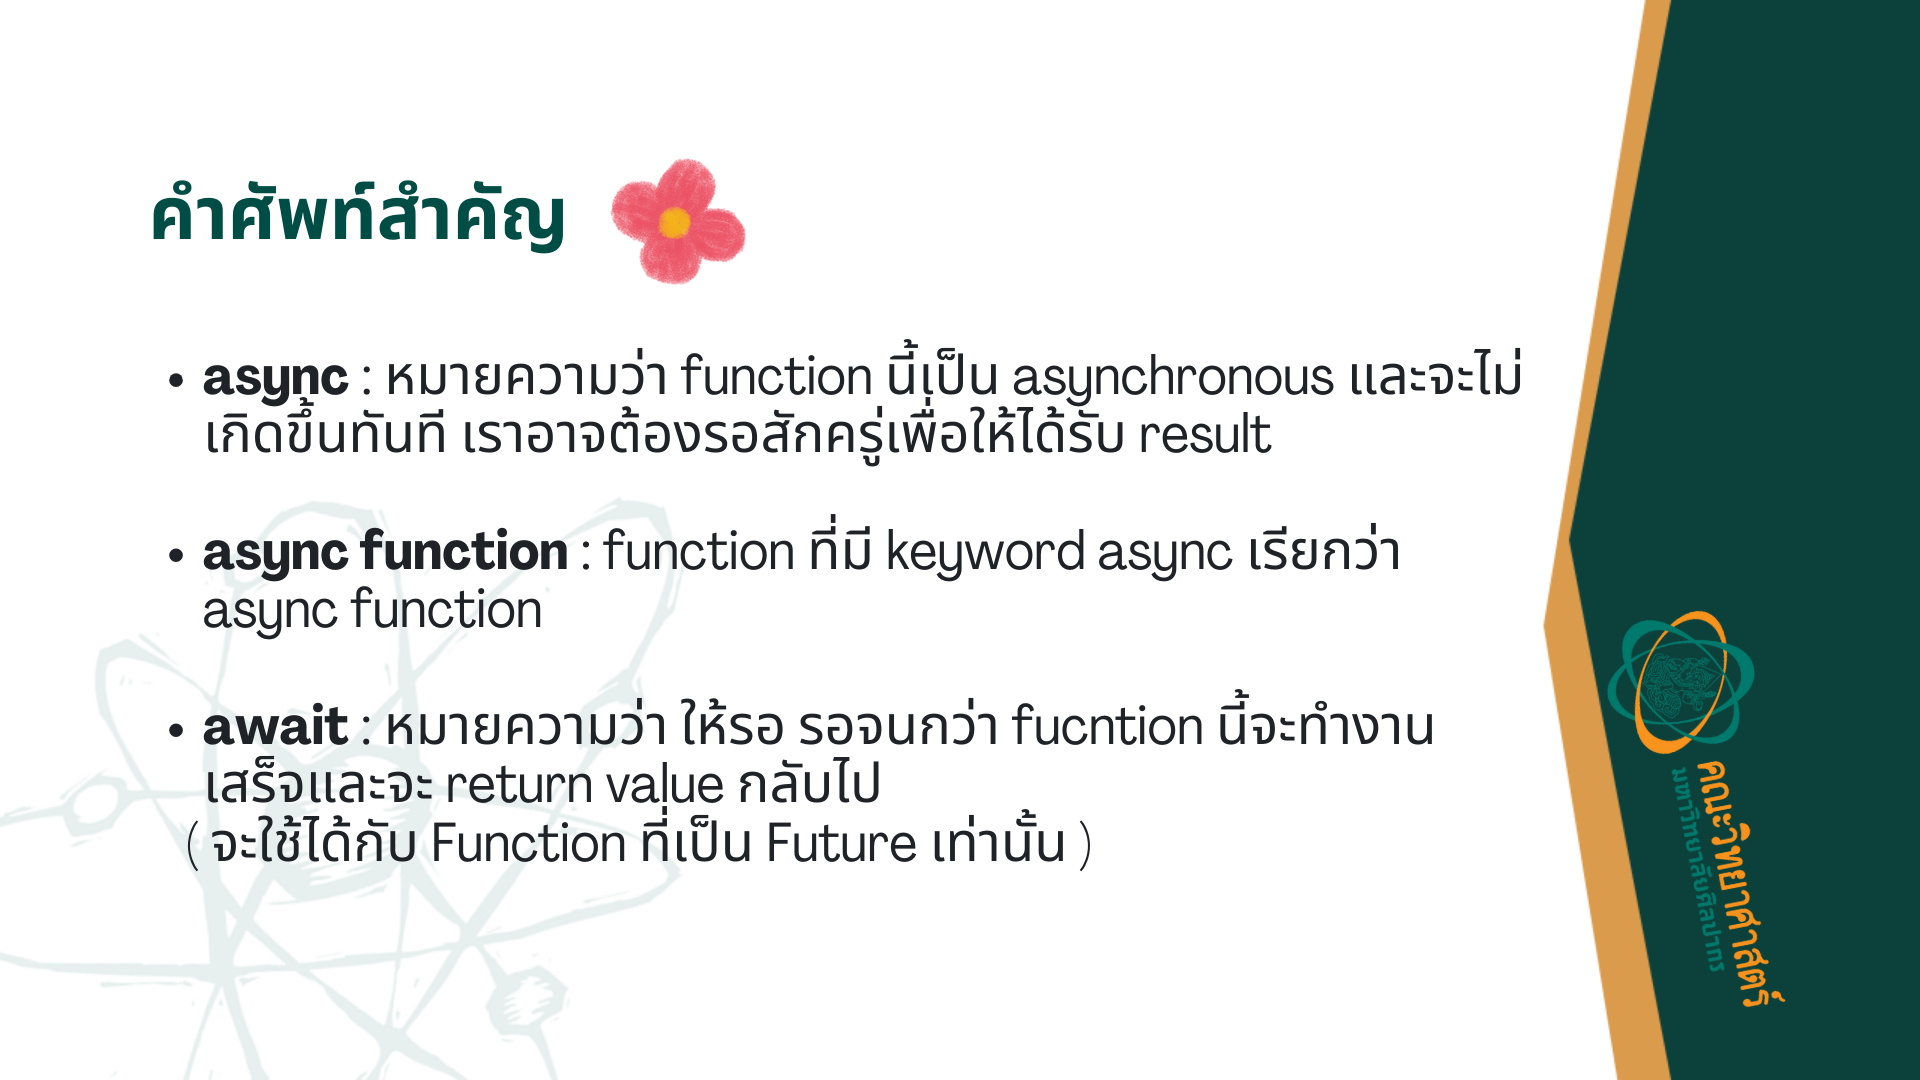 คำศัพท์สำคัญ
• async : หมายความว่า function นี้เป็น asynchronous และจะไม่
เกิดขึ้นทันที เราอาจต้องรอสักครู่เพื่อให้ได้รับ result
• async function : function ที่มี keyword async เรียกว่า
async function
• await : หมายความว่า ให้รอ รอจนกว่า fucntion นี้จะทำงาน
เสร็จและจะ return value กลับไป
( จะใช้ได้กับ Function ที่เป็น Future เท่านั้น )
คณะวิทยาศาสตร์
มหาวิทยาลัยศิลปากร